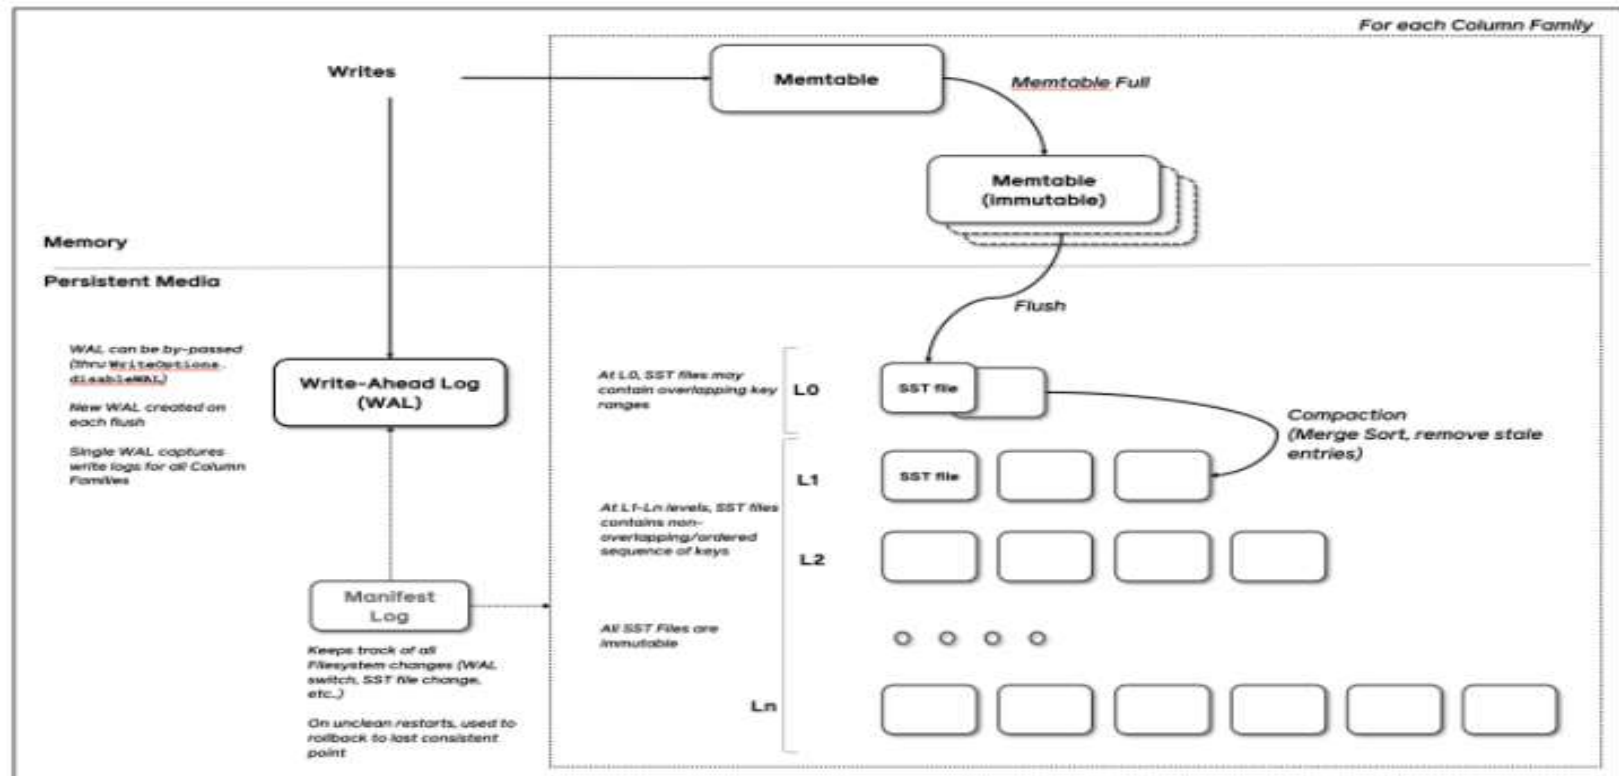 For each Column Family
Writes
Memtable
Memtable Full
Memtable
(immutable)
Memory
Persistent Media
Flush
WAL can be by-passed
(thru WriteOptions.
disableWAL)
New WAL created on
each flush
Single WAL captures
write logs for all Column
Families
Write-Ahead Log
(WAL)
At L0, SST files may
contain overlapping key
ranges
L0
SST file
Compaction
(Merge Sort, remove stale
entries)
L1
SST file
At L1-Ln levels, SST files
contains non-
overlapping/ordered
sequence of keys
L2
Manifest
Log
All SST Files are
immutable
Keeps track of all
Filesystem changes (WAL
switch, SST file change,
etc..)
On unclean restarts, used to
rollback to last consistent
point
Ln